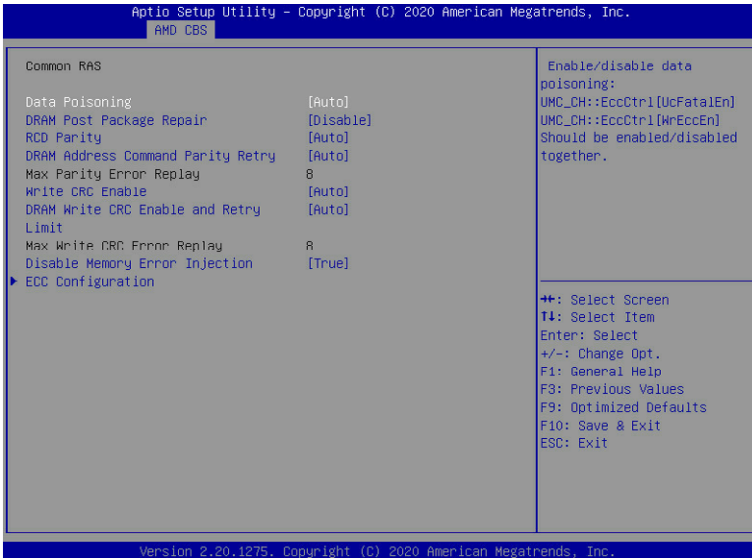 Aptio Setup Utility – Copyright (C) 2020 American Megatrends, Inc.
AMD CBS
Common RAS
Data Poisoning [Auto]
DRAM Post Package Repair [Disable]
RCD Parity [Auto]
DRAM Address Command Parity Retry [Auto]
Max Parity Error Replay 8
Write CRC Enable [Auto]
DRAM Write CRC Enable and Retry [Auto]
Limit
Max Write CRC Error Replay 8
Disable Memory Error Injection [True]
ECC Configuration
Enable/disable data
poisoning:
UMC_CH::EccCtrl[UcFatalEn]
UMC_CH::EccCtrl[WrEccEn]
Should be enabled/disabled
together.
→←: Select Screen
↑↓: Select Item
Enter: Select
+/-: Change Opt.
F1: General Help
F3: Previous Values
F9: Optimized Defaults
F10: Save & Exit
ESC: Exit
Version 2.20.1275. Copyright (C) 2020 American Megatrends, Inc.